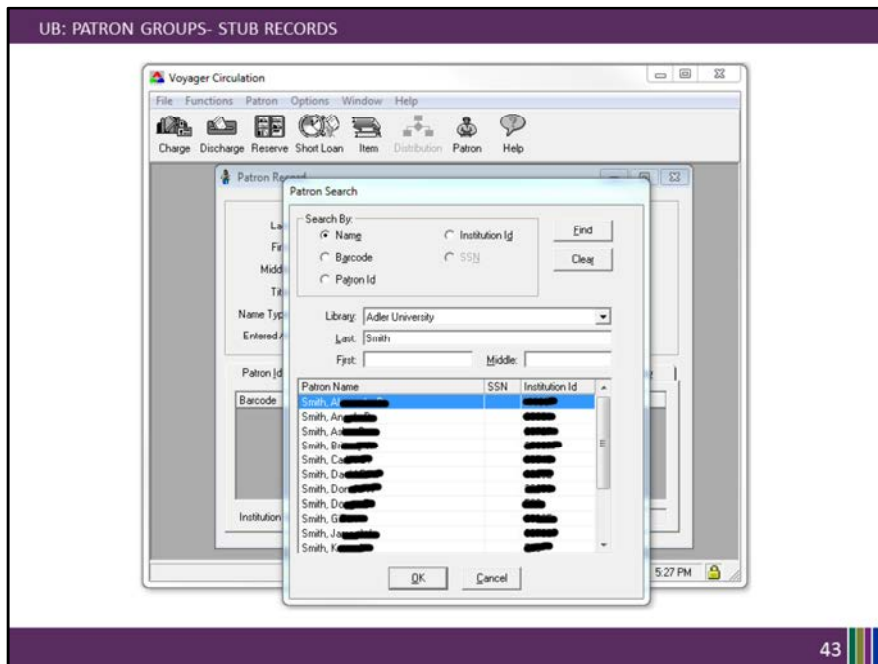 UB: PATRON GROUPS- STUB RECORDS
Voyager Circulation
File Functions Patron Options Window Help
Charge Discharge Reserve Short Loan Item Distribution Patron Help
Patron Record
Patron Search
Search By:
Name Institution Id Find
Barcode SSN Clear
Patron Id
Library: Adler University
Last: Smith
First: Middle:
Name Typ
Entered A
Patron Id
Barcode
Institution
Patron Name SSN Institution Id
Smith,
Smith, An
Smith, As
Smith,
Smith, Ca
Smith, Da
Smith, Don
Smith, Do
Smith, G
Smith, Ja
Smith, K
OK Cancel
5:27 PM
43